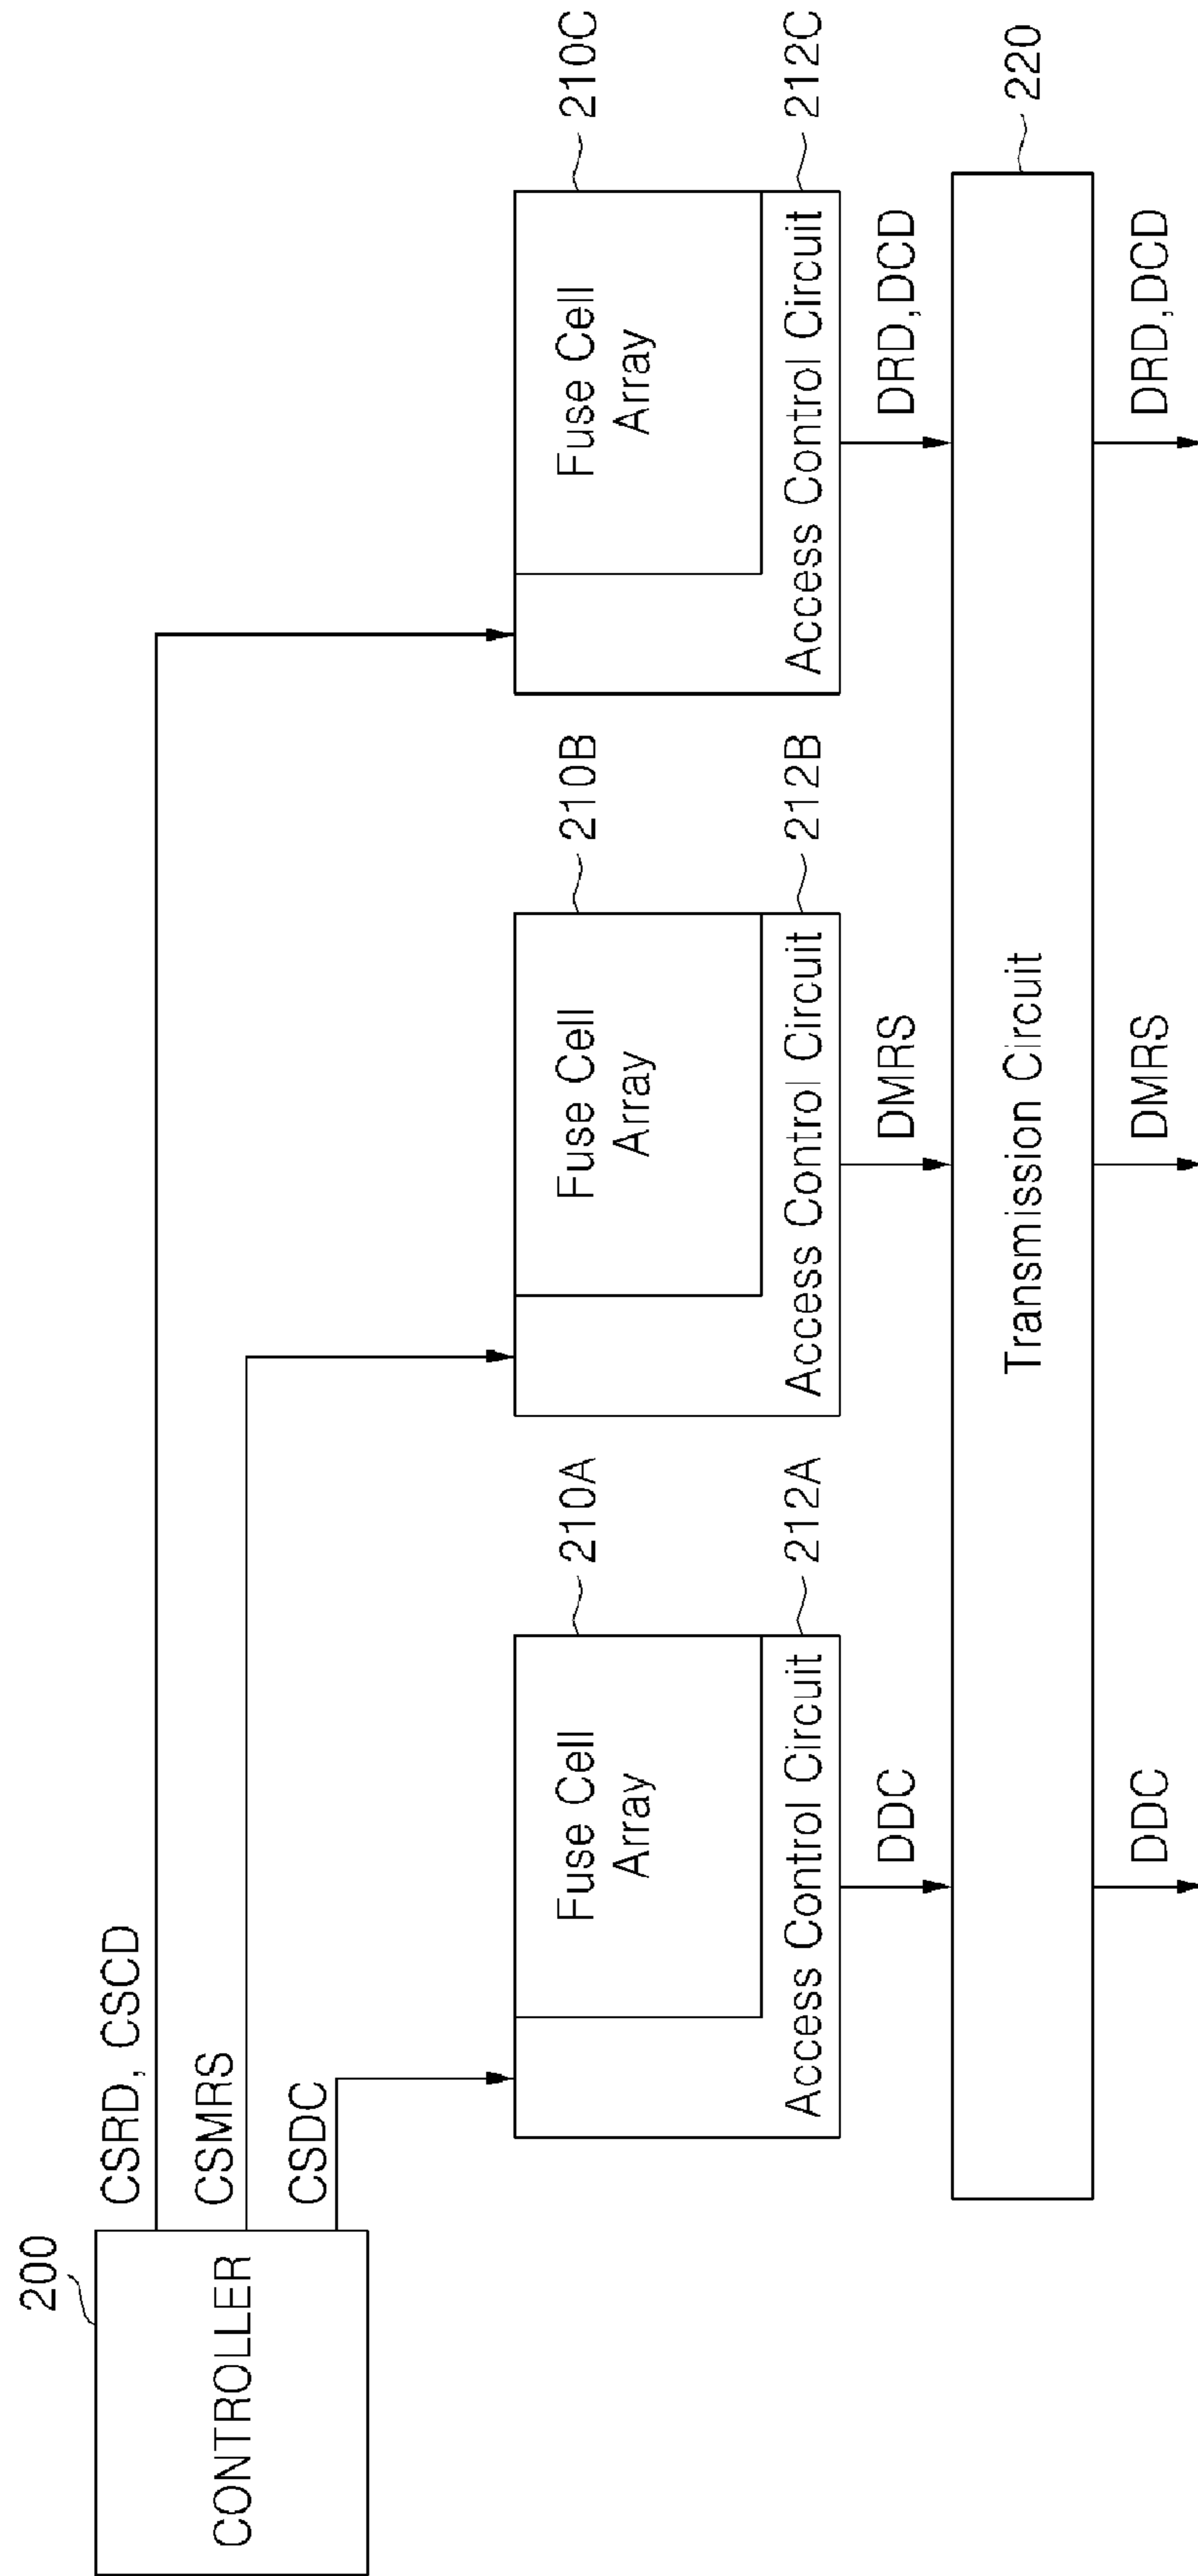 200
CONTROLLER
CSRD, CSCD
CSMRS
CSDC
Fuse Cell
Array
210A
Access Control Circuit
212A
Fuse Cell
Array
210B
Access Control Circuit
212B
Fuse Cell
Array
210C
Access Control Circuit
212C
DDC
DMRS
DRD,DCD
Transmission Circuit
220
DDC
DMRS
DRD,DCD